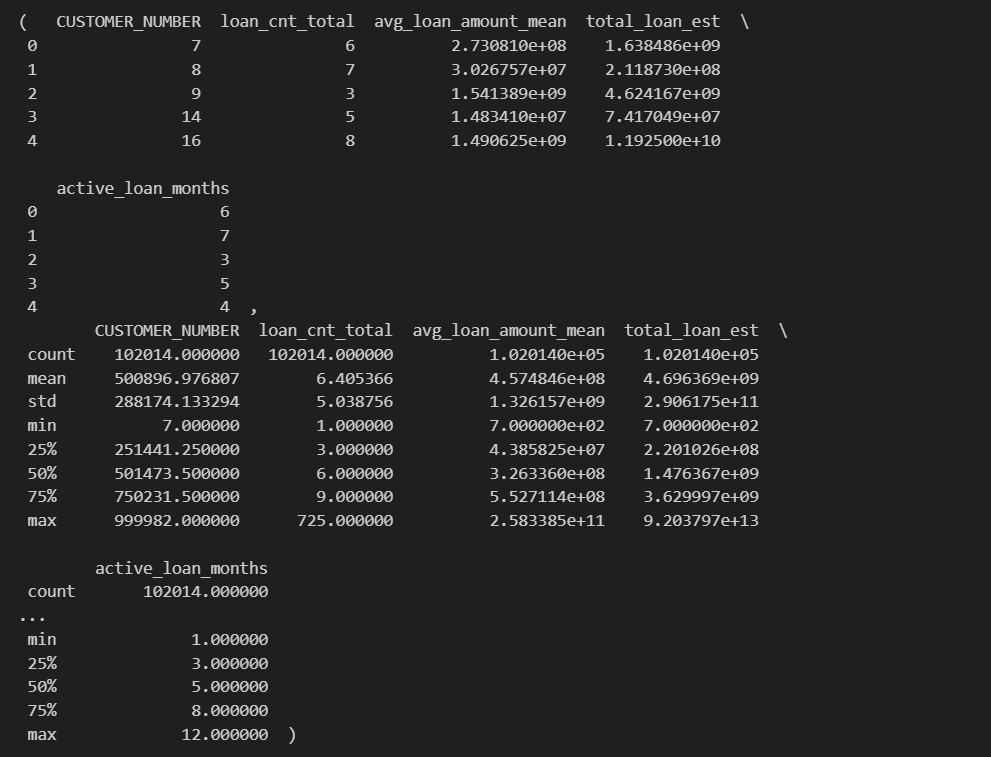 (   CUSTOMER_NUMBER  loan_cnt_total  avg_loan_amount_mean  total_loan_est  \
 0                7               6          2.730810e+08    1.638486e+09
 1                8               7          3.026757e+07    2.118730e+08
 2                9               3          1.541389e+09    4.624167e+09
 3               14               5          1.483410e+07    7.417049e+07
 4               16               8          1.490625e+09    1.192500e+10

    active_loan_months
 0                   6
 1                   7
 2                   3
 3                   5
 4                   4  ,
        CUSTOMER_NUMBER  loan_cnt_total  avg_loan_amount_mean  total_loan_est  \
 count    102014.000000   102014.000000          1.020140e+05    1.020140e+05
 mean     500896.976807        6.405366          4.574846e+08    4.696369e+09
 std      288174.133294        5.038756          1.326157e+09    2.906175e+11
 min           7.000000        1.000000          7.000000e+02    7.000000e+02
 25%      251441.250000        3.000000          4.385825e+07    2.201026e+08
 50%      501473.500000        6.000000          3.263360e+08    1.476367e+09
 75%      750231.500000        9.000000          5.527114e+08    3.629997e+09
 max      999982.000000      725.000000          2.583385e+11    9.203797e+13

        active_loan_months
 count       102014.000000
...
 min              1.000000
 25%              3.000000
 50%              5.000000
 75%              8.000000
 max             12.000000  )